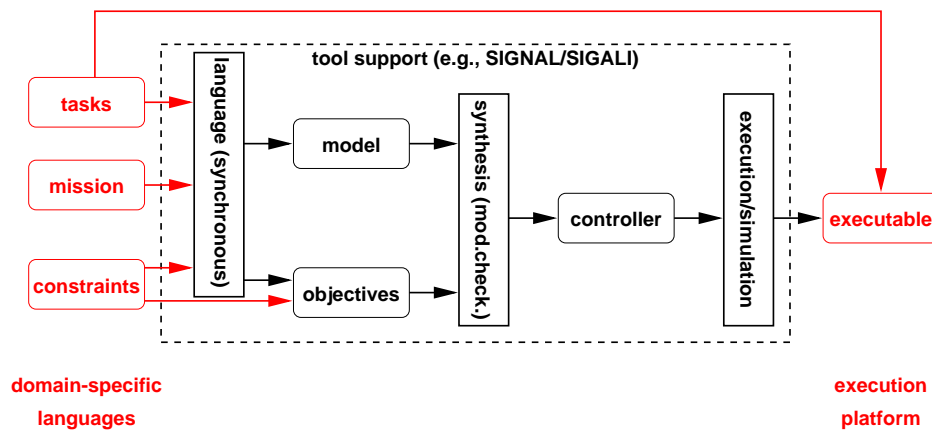 tool support (e.g., SIGNAL/SIGALI)
tasks
mission
constraints
language (synchronous)
model
objectives
synthesis (mod.check.)
controller
execution/simulation
executable
domain-specific
languages
execution
platform